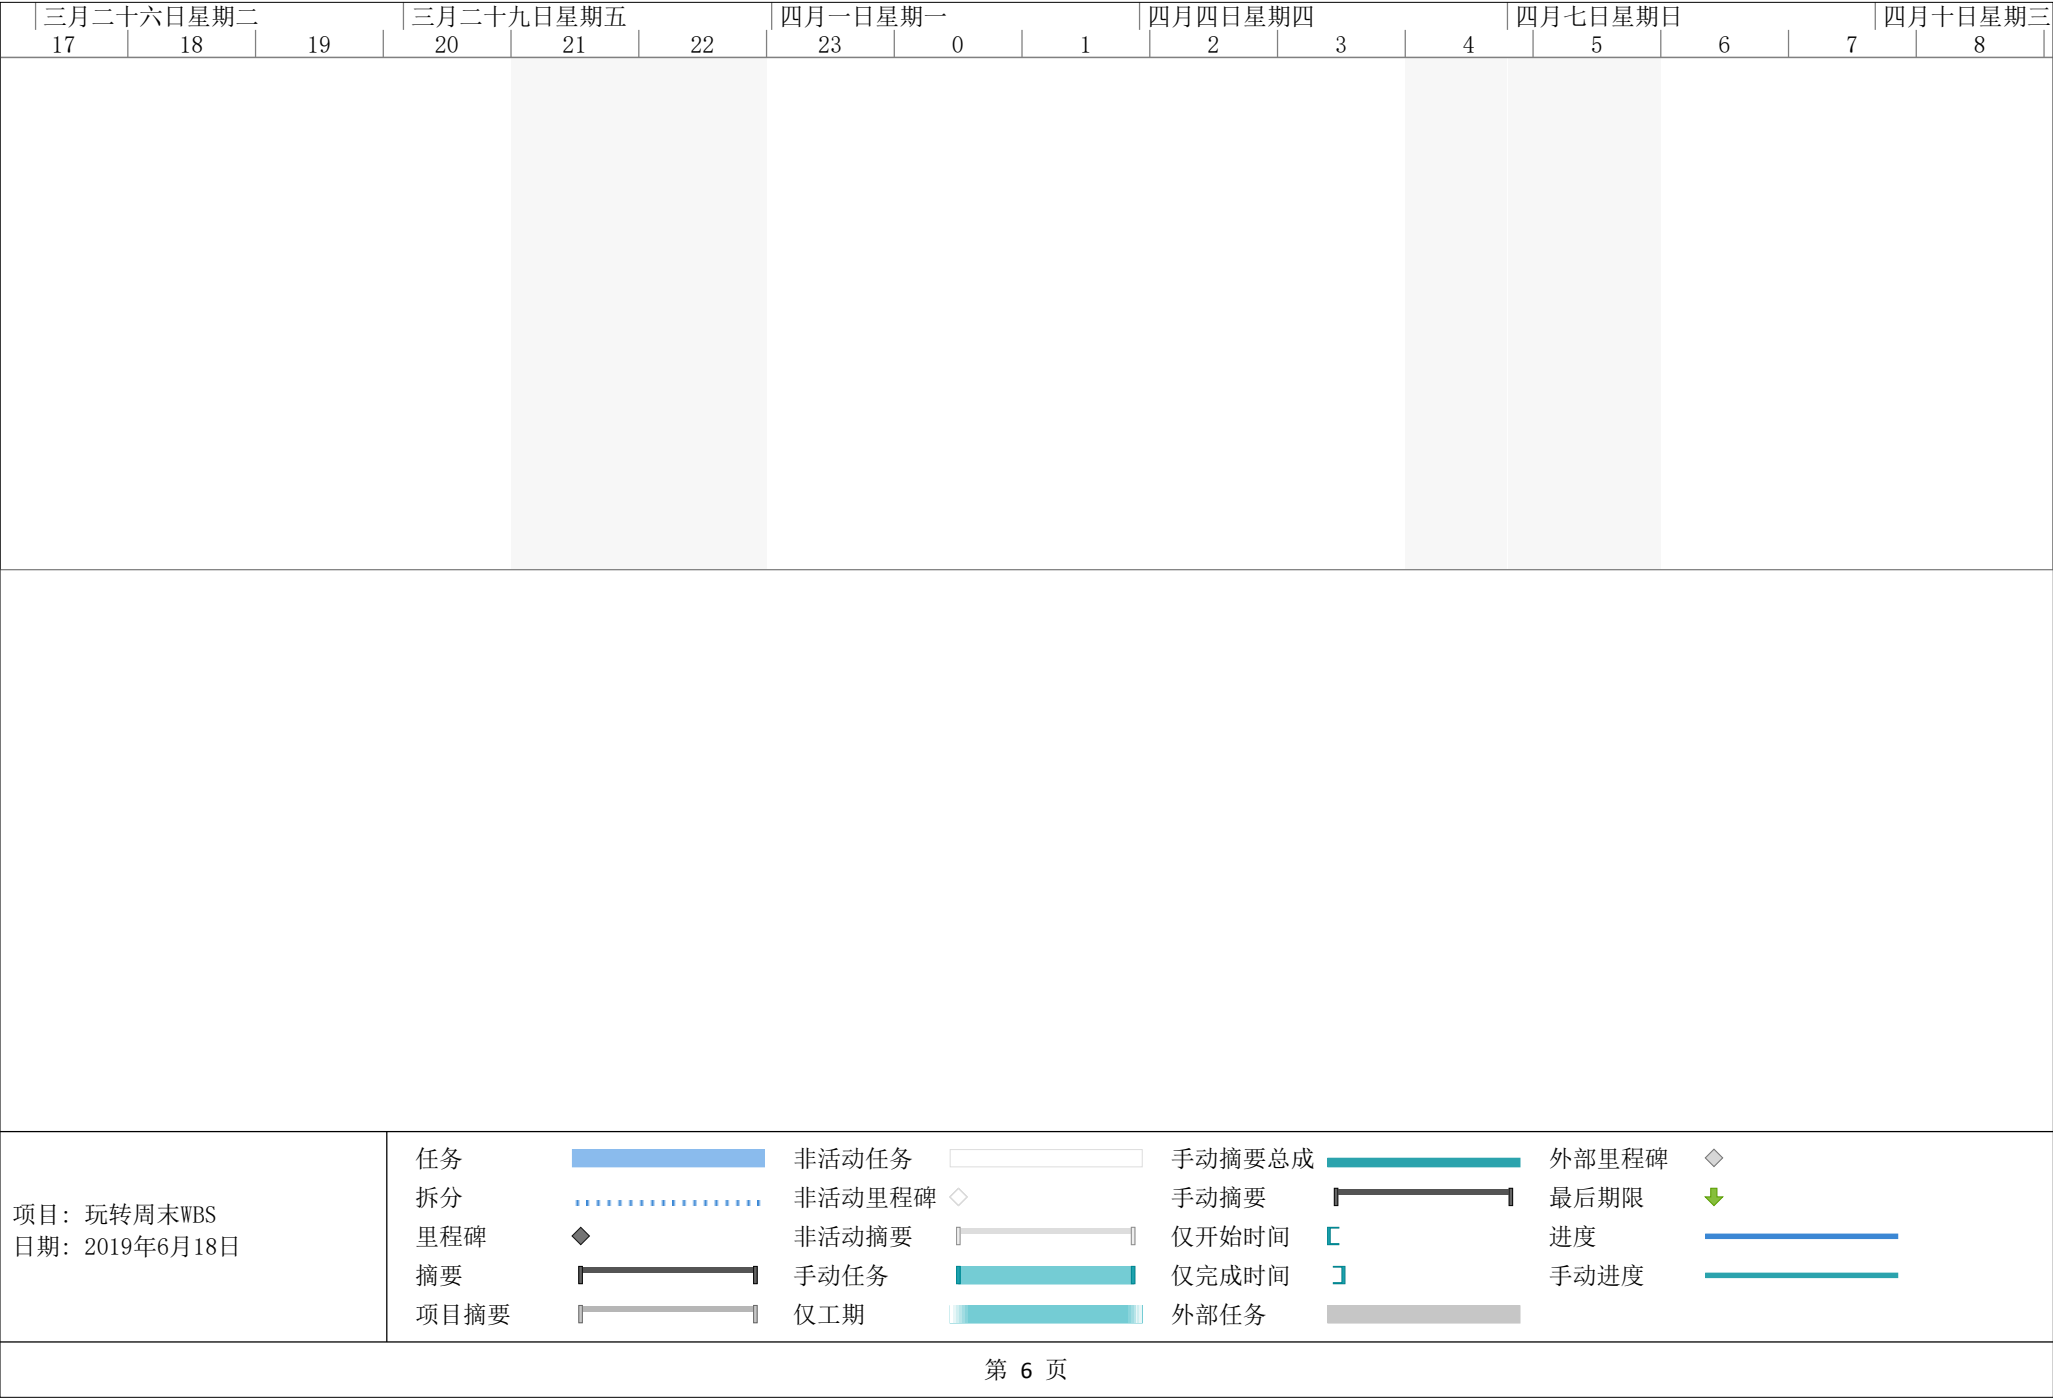 三月二十六日星期二 三月二十九日星期五 四月一日星期一 四月四日星期四 四月七日星期日 四月十日星期三
17 18 19 20 21 22 23 0 1 2 3 4 5 6 7 8
项目: 玩转周末WBS
日期: 2019年6月18日
任务
拆分
里程碑
摘要
项目摘要
非活动任务
非活动里程碑
非活动摘要
手动任务
仅工期
手动摘要总成
手动摘要
仅开始时间
仅完成时间
外部任务
外部里程碑
最后期限
进度
手动进度
第 6 页